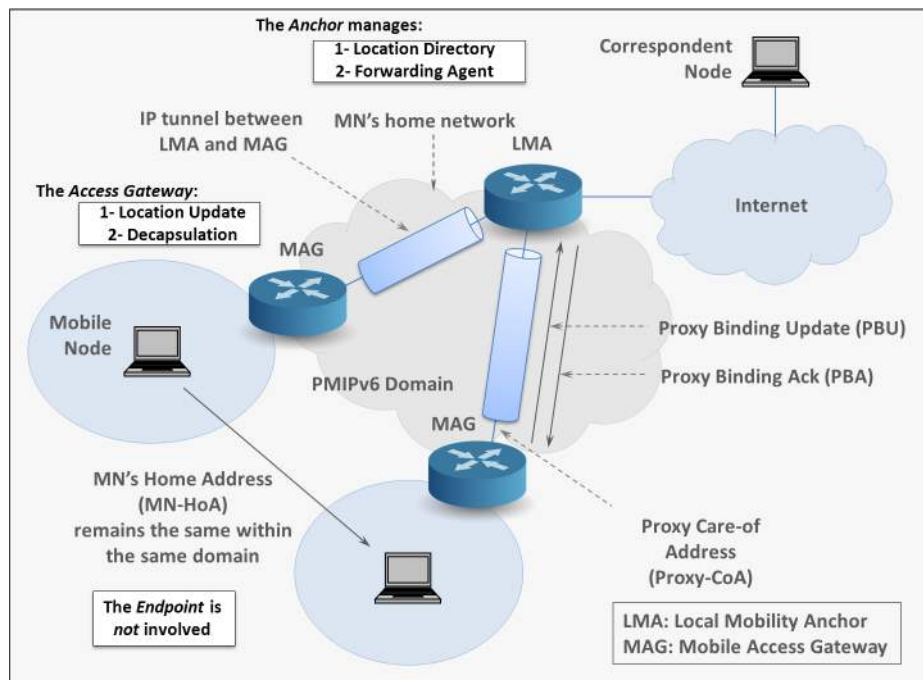 The Anchor manages:
1- Location Directory
2- Forwarding Agent
Correspondent
Node
IP tunnel between
LMA and MAG
MN's home network
LMA
The Access Gateway:
1- Location Update
2- Decapsulation
Internet
MAG
Mobile
Node
Proxy Binding Update (PBU)
PMIPv6 Domain
Proxy Binding Ack (PBA)
MAG
MN's Home Address
(MN-HoA)
remains the same within
the same domain
Proxy Care-of
Address
(Proxy-CoA)
The Endpoint is
not involved
LMA: Local Mobility Anchor
MAG: Mobile Access Gateway